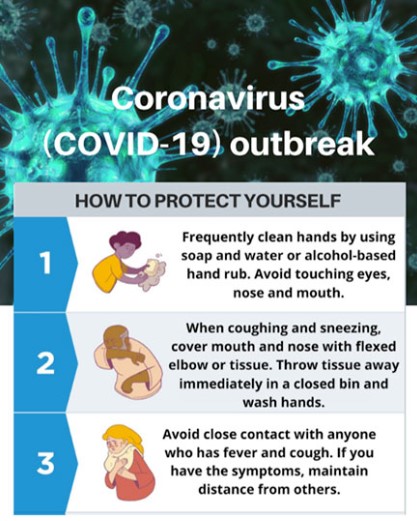 Coronavirus
(COVID-19) outbreak
HOW TO PROTECT YOURSELF
1
Frequently clean hands by using
soap and water or alcohol-based
hand rub. Avoid touching eyes,
nose and mouth.
2
When coughing and sneezing,
cover mouth and nose with flexed
elbow or tissue. Throw tissue away
immediately in a closed bin and
wash hands.
3
Avoid close contact with anyone
who has fever and cough. If you
have the symptoms, maintain
distance from others.